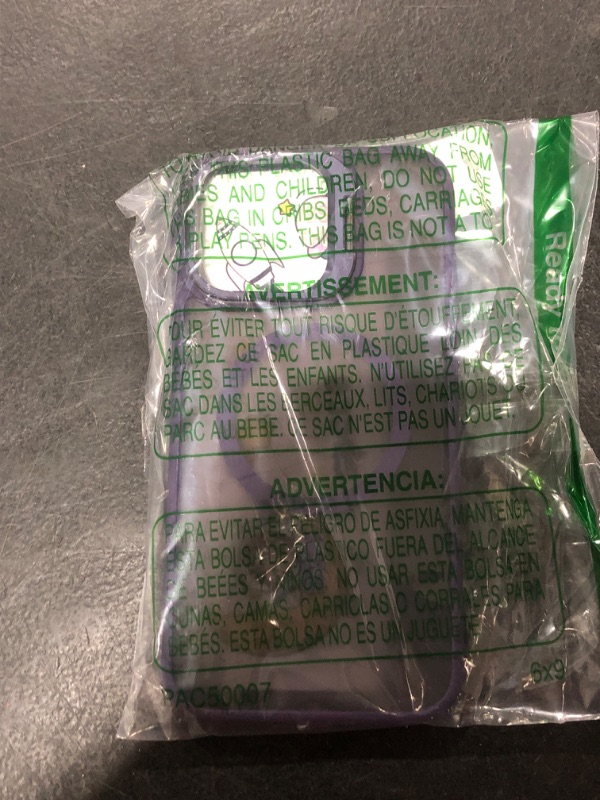 LOCATION,
THIS PLASTIC BAG AWAY FROM
AND CHILDREN, DO NOT USE
BAG IN CRIBS, BEDS, CARRIAGES
PLAY PENS. THIS BAG IS NOT A TOY
AVERTISSEMENT:
POUR ÉVITER TOUT RISQUE D'ÉTOUFFEMENT,
GARDEZ CE SAC EN PLASTIQUE LOIN DES
BÉBÉS ET LES ENFANTS. N'UTILISEZ PAS CE
SAC DANS LES BERCEAUX, LITS, CHARIOTS OU
PARC AU BEBE. CE SAC N'EST PAS UN JOUET.
ADVERTENCIA:
PARA EVITAR EL PELIGRO DE ASFIXIA, MANTENGA
ESTA BOLSA DE PLASTICO FUERA DEL ALCANCE
DE BEBES Y NIÑOS. NO USAR ESTA BOLSA EN
CUNAS, CAMAS, CARRIOLAS O CORRALES PARA
BEBÉS. ESTA BOLSA NO ES UN JUGUETE.
PAC50007
6x9
Ready